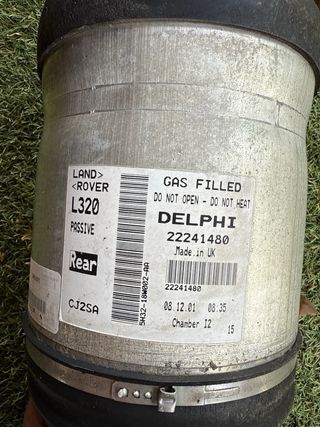 LAND>
<ROVER
L320
PASSIVE
Rear
CJ2SA
5H32-18W002-AA
GAS FILLED
DO NOT OPEN - DO NOT HEAT
DELPHI
22241480
Made in UK
22241480
08.12.01 08.35
Chamber 12 15